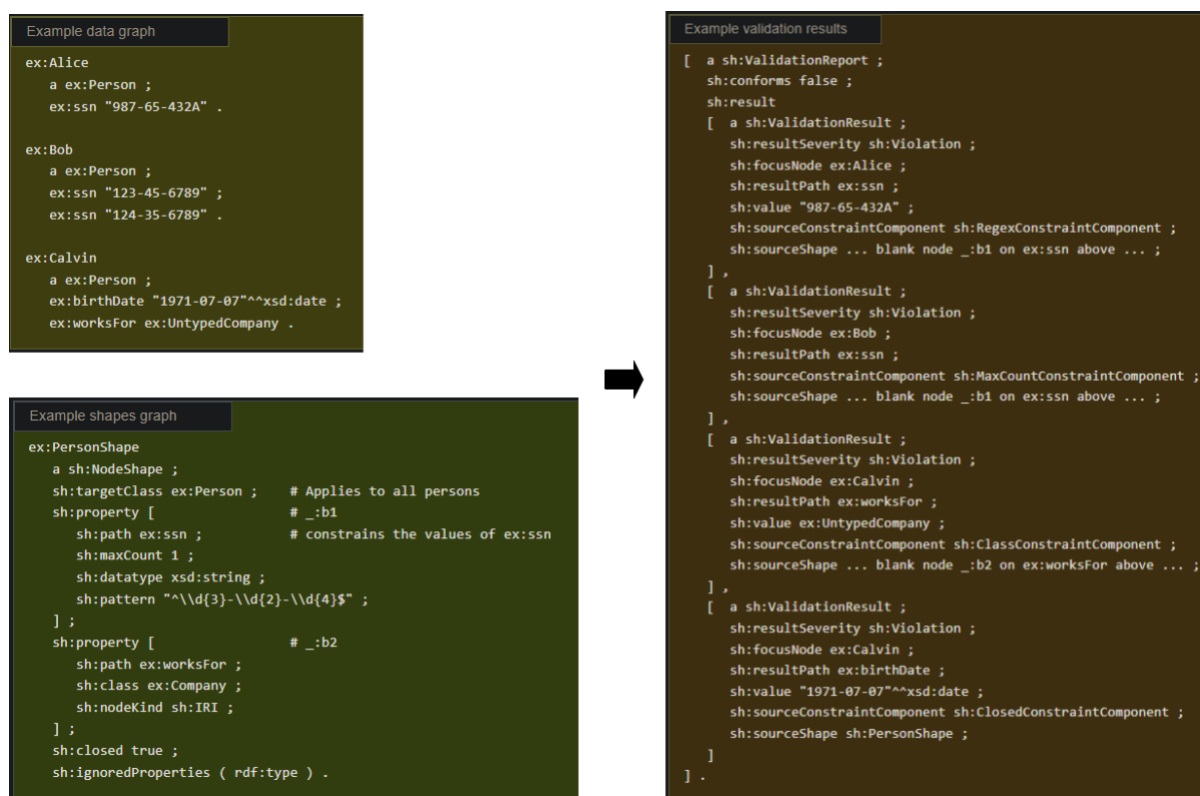 Example data graph
ex:Alice
a ex:Person ;
ex:ssn "987-65-432A" .
ex:Bob
a ex:Person ;
ex:ssn "123-45-6789" ;
ex:ssn "124-35-6789" .
ex:Calvin
a ex:Person ;
ex:birthDate "1971-07-07"^^xsd:date ;
ex:worksFor ex:UntypedCompany .
Example shapes graph
ex:PersonShape
a sh:NodeShape ;
sh:targetClass ex:Person ; # Applies to all persons
sh:property [ # _:b1
sh:path ex:ssn ; # constrains the values of ex:ssn
sh:maxCount 1 ;
sh:datatype xsd:string ;
sh:pattern "^\\d{3}-\\d{2}-\\d{4}$" ;
] ;
sh:property [ # _:b2
sh:path ex:worksFor ;
sh:class ex:Company ;
sh:nodeKind sh:IRI ;
] ;
sh:closed true ;
sh:ignoredProperties ( rdf:type ) .
Example validation results
[ a sh:ValidationReport ;
sh:conforms false ;
sh:result
[ a sh:ValidationResult ;
sh:resultSeverity sh:Violation ;
sh:focusNode ex:Alice ;
sh:resultPath ex:ssn ;
sh:value "987-65-432A" ;
sh:sourceConstraintComponent sh:RegexConstraintComponent ;
sh:sourceShape ... blank node _:b1 on ex:ssn above ... ;
] ,
[ a sh:ValidationResult ;
sh:resultSeverity sh:Violation ;
sh:focusNode ex:Bob ;
sh:resultPath ex:ssn ;
sh:sourceConstraintComponent sh:MaxCountConstraintComponent ;
sh:sourceShape ... blank node _:b1 on ex:ssn above ... ;
] ,
[ a sh:ValidationResult ;
sh:resultSeverity sh:Violation ;
sh:focusNode ex:Calvin ;
sh:resultPath ex:worksFor ;
sh:value ex:UntypedCompany ;
sh:sourceConstraintComponent sh:ClassConstraintComponent ;
sh:sourceShape ... blank node _:b2 on ex:worksFor above ... ;
] ,
[ a sh:ValidationResult ;
sh:resultSeverity sh:Violation ;
sh:focusNode ex:Calvin ;
sh:resultPath ex:birthDate ;
sh:value "1971-07-07"^^xsd:date ;
sh:sourceConstraintComponent sh:ClosedConstraintComponent ;
sh:sourceShape sh:PersonShape ;
]
] .